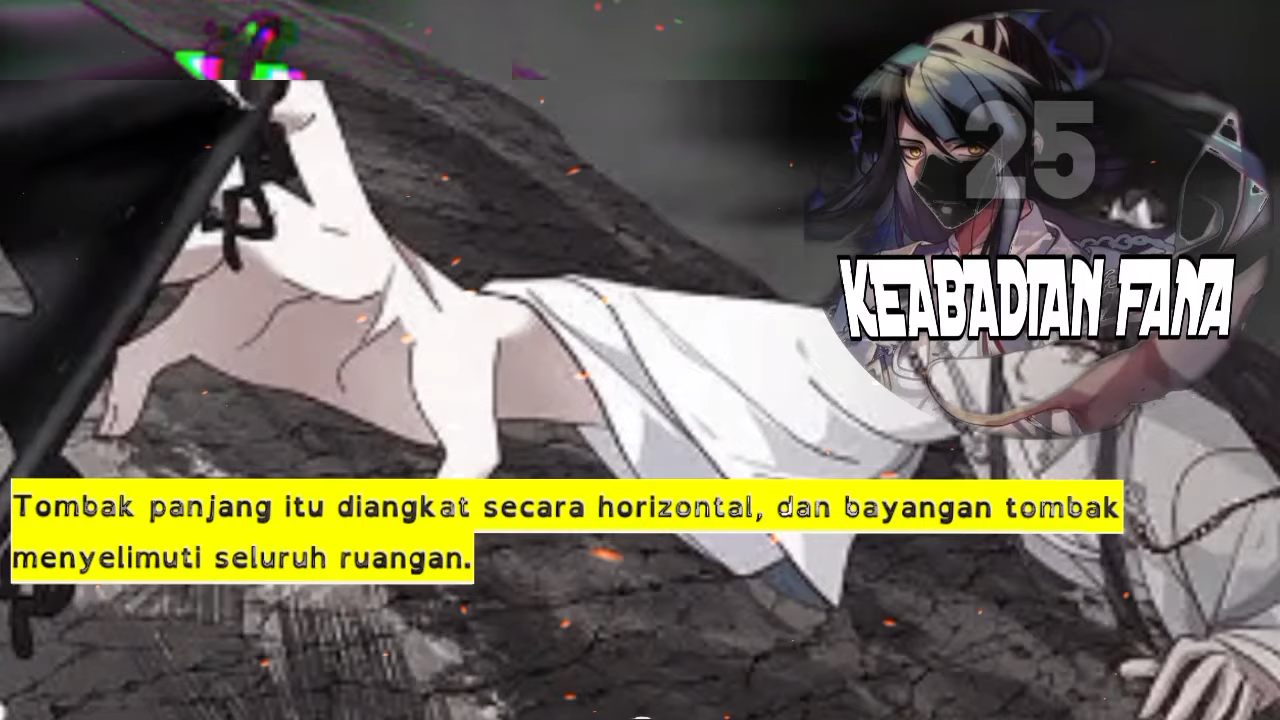 25
KEABADIAN FANA
Tombak panjang itu diangkat secara horizontal, dan bayangan tombak
menyelimuti seluruh ruangan.